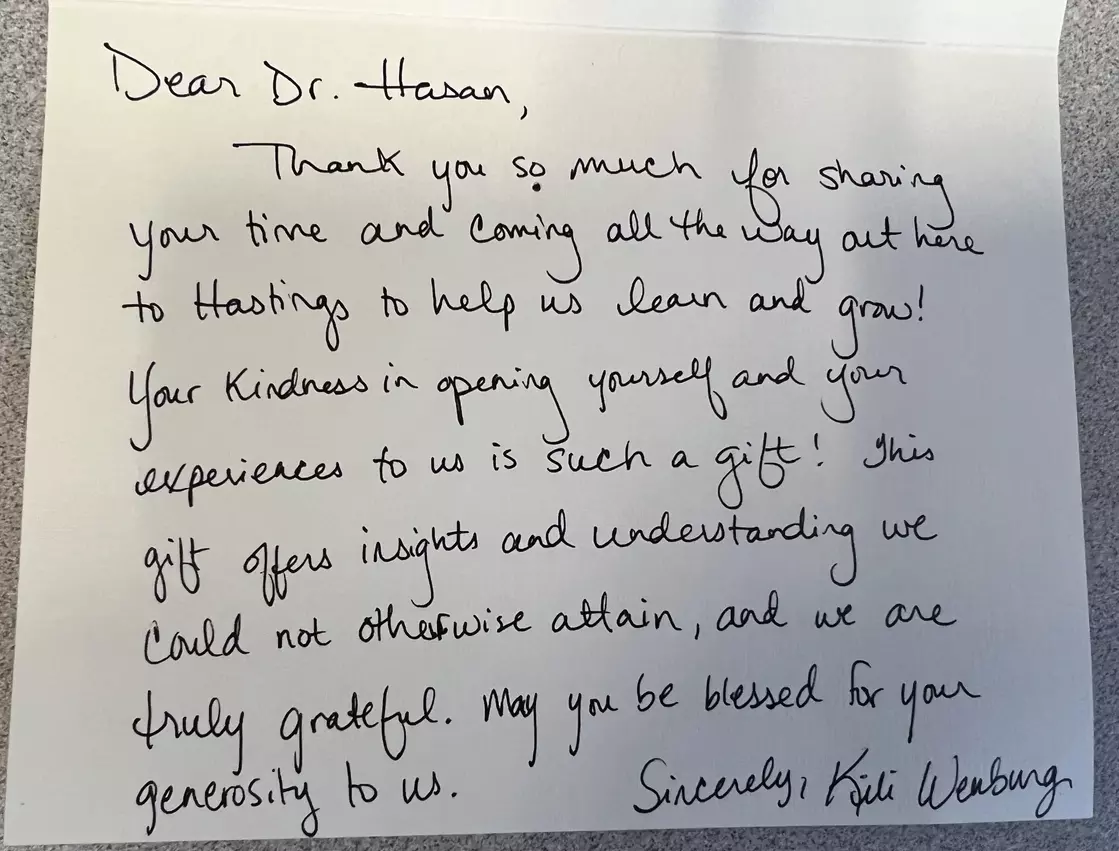 Dear Dr. Hasan,
Thank you so much for sharing
your time and coming all the way out here
to Hastings to help us learn and grow!
Your kindness in opening yourself and your
experiences to us is such a gift! This
gift offers insights and understanding we
could not otherwise attain, and we are
truly grateful. May you be blessed for your
generosity to us.
Sincerely,